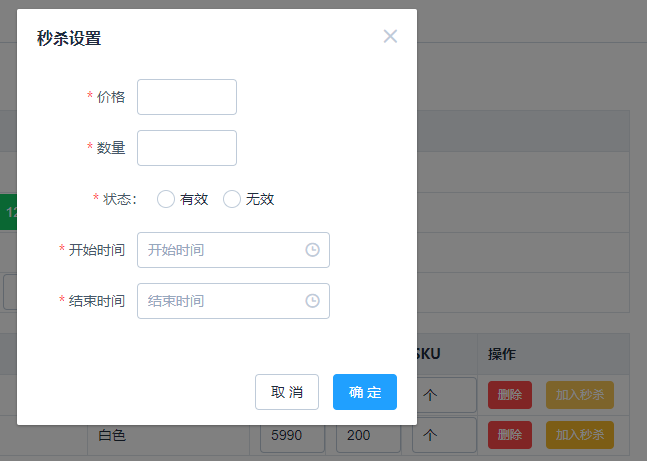 秒杀设置
* 价格
* 数量
* 状态: 有效 无效
* 开始时间 开始时间
* 结束时间 结束时间
取 消 确 定
12
SKU 操作
个 删除 加入秒杀
白色 5990 200 个 删除 加入秒杀